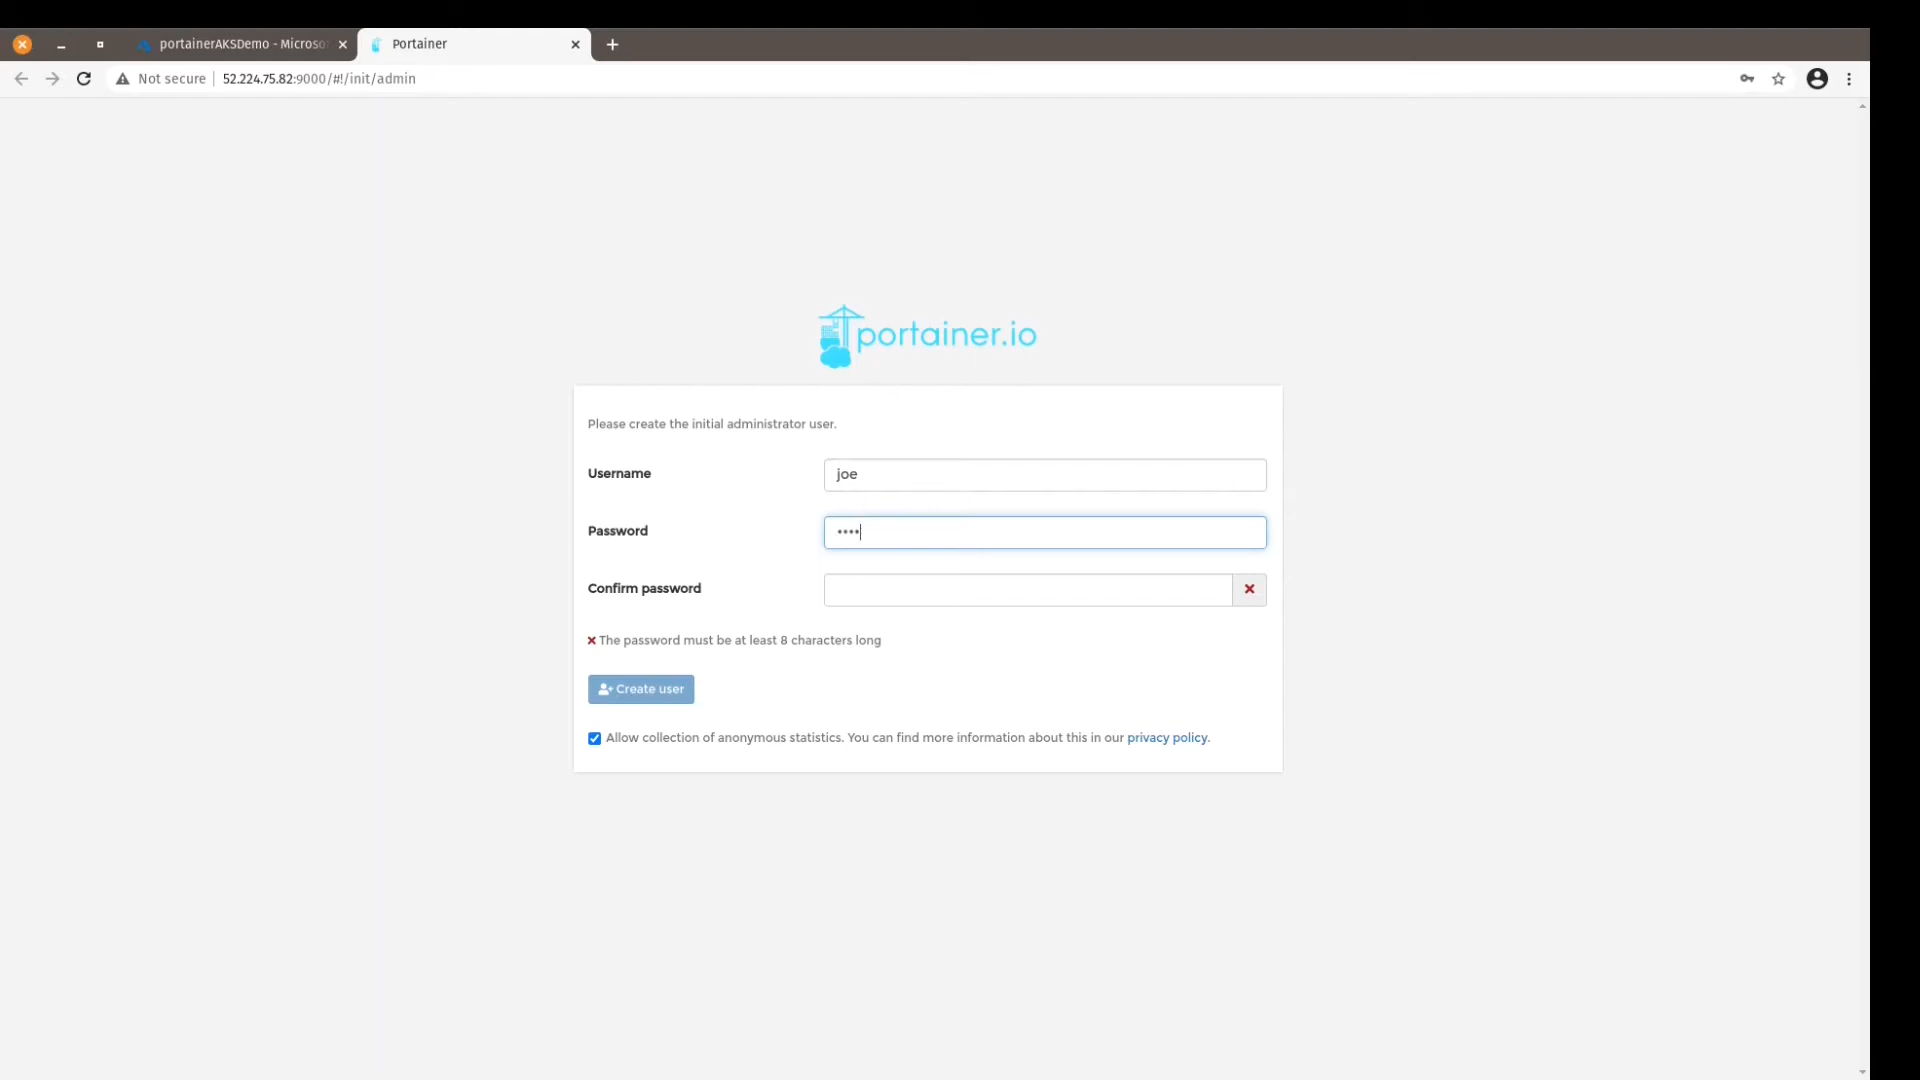 portainerAKSDemo - Microso
Portainer
Not secure
52.224.75.82:9000/#!/init/admin
portainer.io
Please create the initial administrator user.
Username
joe
Password
••••
Confirm password
The password must be at least 8 characters long
Create user
Allow collection of anonymous statistics. You can find more information about this in our privacy policy.